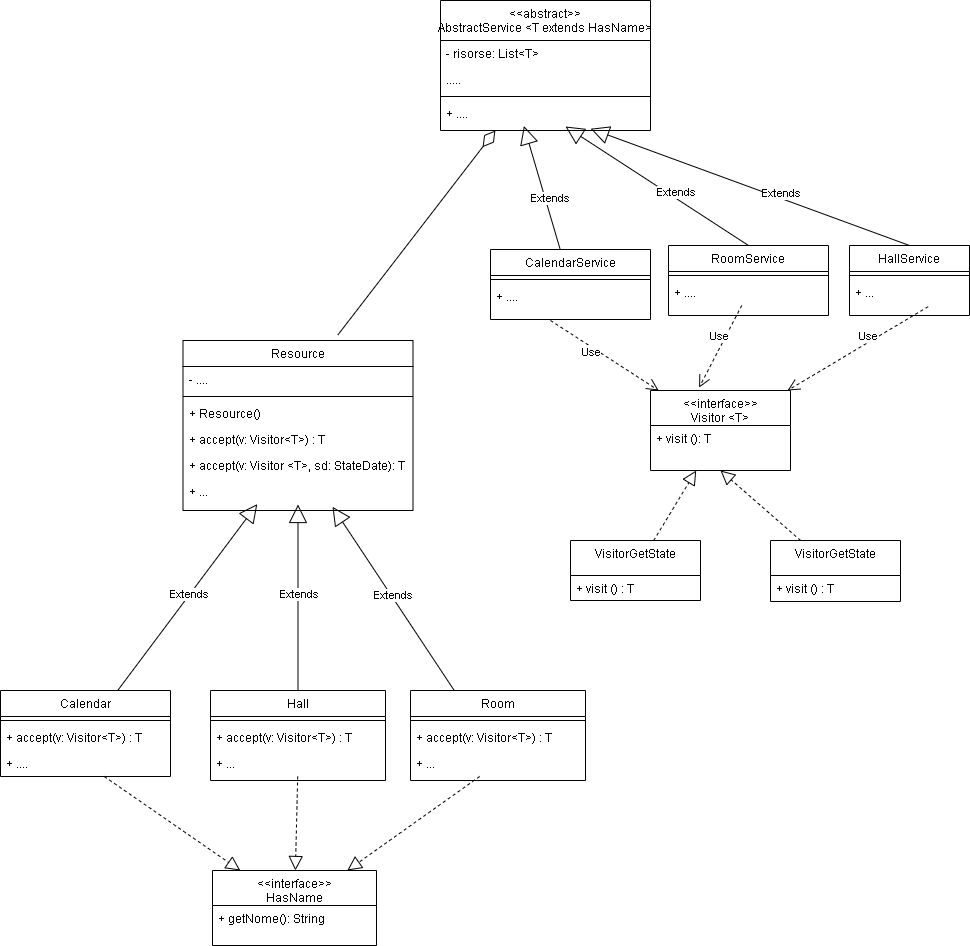 <<abstract>>
AbstractService <T extends HasName>
- risorse: List<T>
.....
+ ....
Extends
Extends
Extends
CalendarService
+ ....
RoomService
+ ....
HallService
+ ...
Use
Use
Use
<<interface>>
Visitor <T>
+ visit (): T
VisitorGetState
+ visit () : T
VisitorGetState
+ visit () : T
Resource
- ....
+ Resource()
+ accept(v: Visitor<T>) : T
+ accept(v: Visitor <T>, sd: StateDate): T
+ ...
Extends
Extends
Extends
Calendar
+ accept(v: Visitor<T>) : T
+ ....
Hall
+ accept(v: Visitor<T>) : T
+ ...
Room
+ accept(v: Visitor<T>) : T
+ ...
<<interface>>
HasName
+ getNome(): String